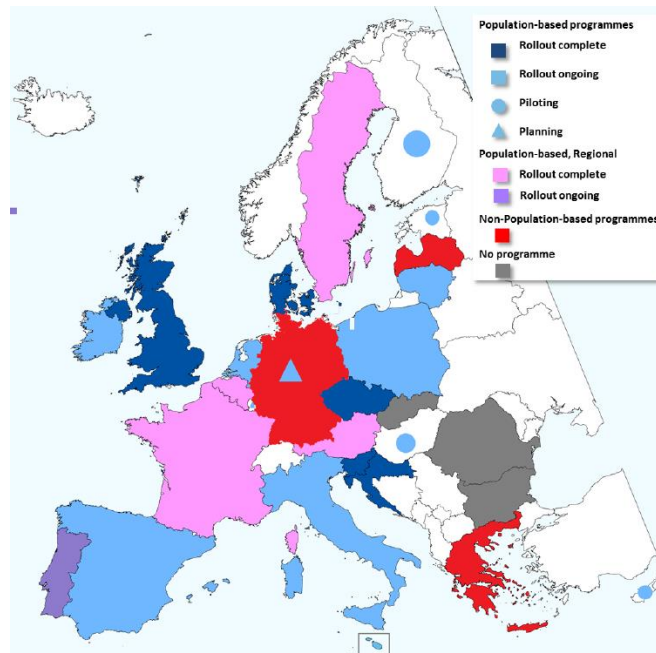 Population-based programmes
Rollout complete
Rollout ongoing
Piloting
Planning
Population-based, Regional
Rollout complete
Rollout ongoing
Non-Population-based programmes
No programme